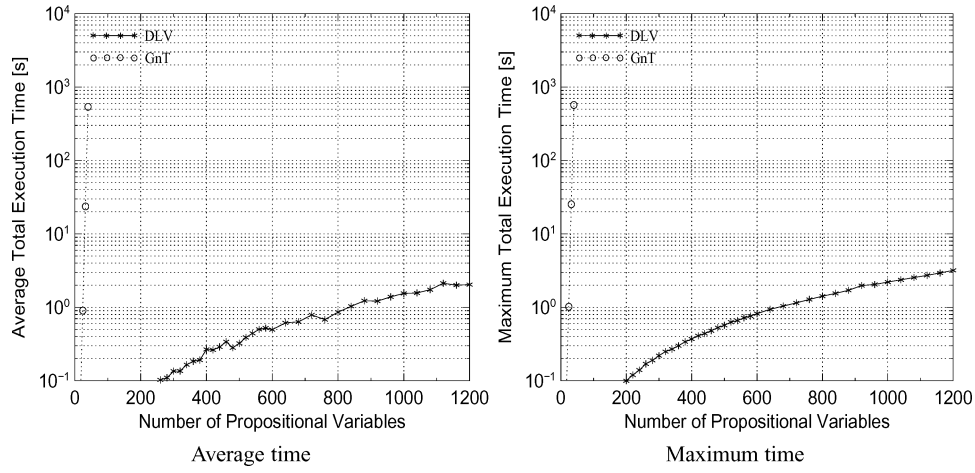 Average Total Execution Time [s]
10^4
10^3
10^2
10^1
10^0
10^-1
DLV
GnT
0 200 400 600 800 1000 1200
Number of Propositional Variables
Average time
Maximum Total Execution Time [s]
10^4
10^3
10^2
10^1
10^0
10^-1
DLV
GnT
0 200 400 600 800 1000 1200
Number of Propositional Variables
Maximum time